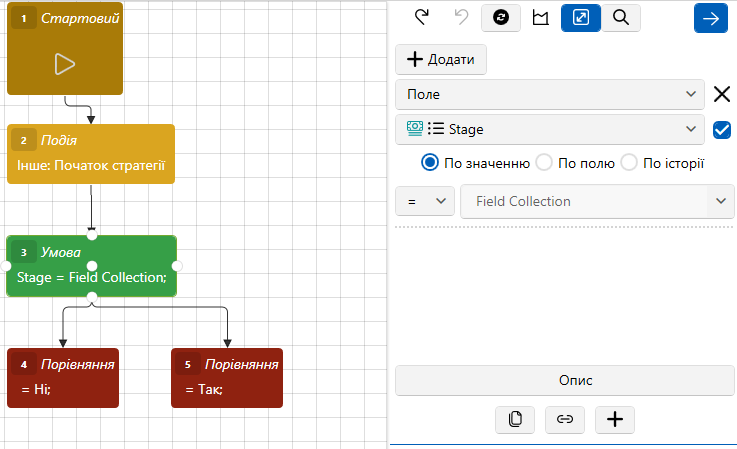 1 Стартовий
2 Подія
Інше: Початок стратегії
3 Умова
Stage = Field Collection;
4 Порівняння
= Ні;
5 Порівняння
= Так;
Додати
Поле
Stage
По значенню По полю По історії
= Field Collection
Опис